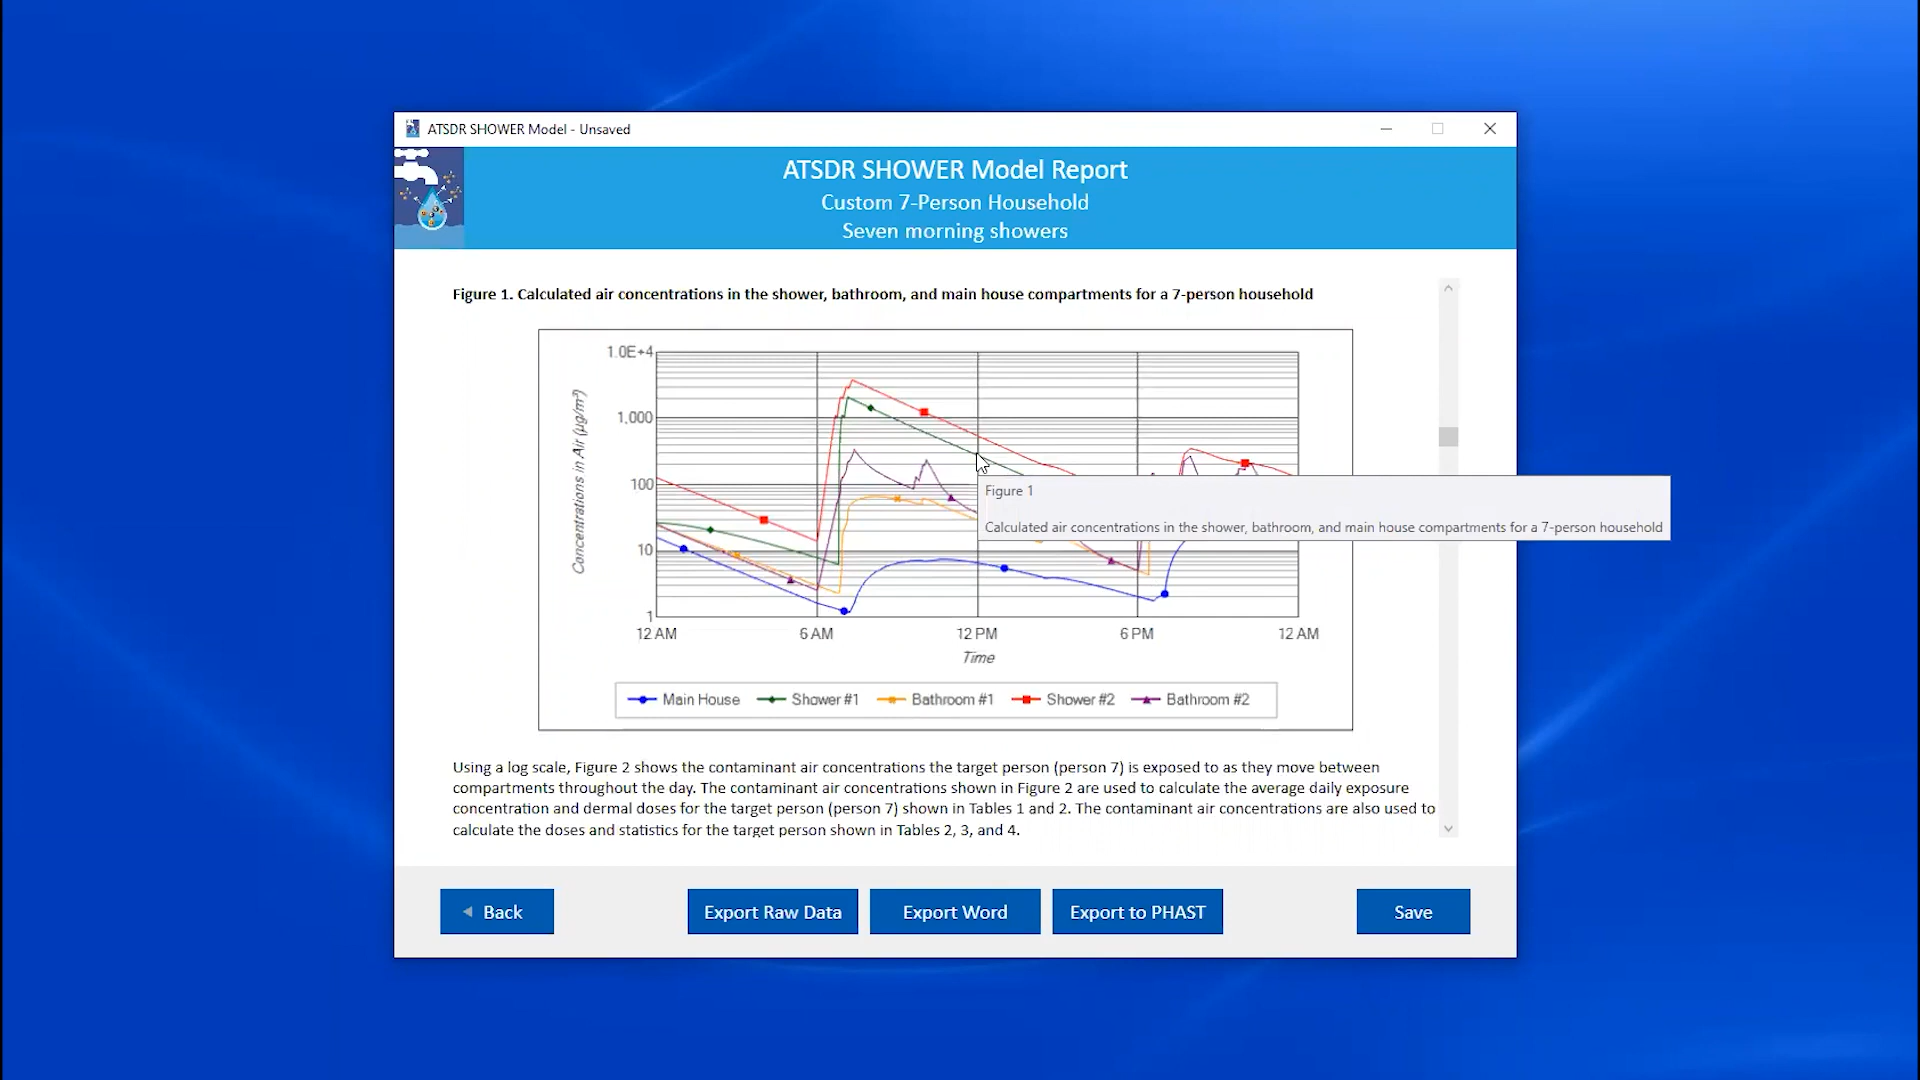 ATSDR SHOWER Model - Unsaved
ATSDR SHOWER Model Report
Custom 7-Person Household
Seven morning showers
Figure 1. Calculated air concentrations in the shower, bathroom, and main house compartments for a 7-person household
1.0E+4
1,000
100
10
1
Concentrations in Air (µg/m³)
Figure 1
Calculated air concentrations in the shower, bathroom, and main house compartments for a 7-person household
12 AM 6 AM 12 PM 6 PM 12 AM
Time
Main House Shower #1 Bathroom #1 Shower #2 Bathroom #2
Using a log scale, Figure 2 shows the contaminant air concentrations the target person (person 7) is exposed to as they move between
compartments throughout the day. The contaminant air concentrations shown in Figure 2 are used to calculate the average daily exposure
concentration and dermal doses for the target person (person 7) shown in Tables 1 and 2. The contaminant air concentrations are also used to
calculate the doses and statistics for the target person shown in Tables 2, 3, and 4.
Back Export Raw Data Export Word Export to PHAST Save